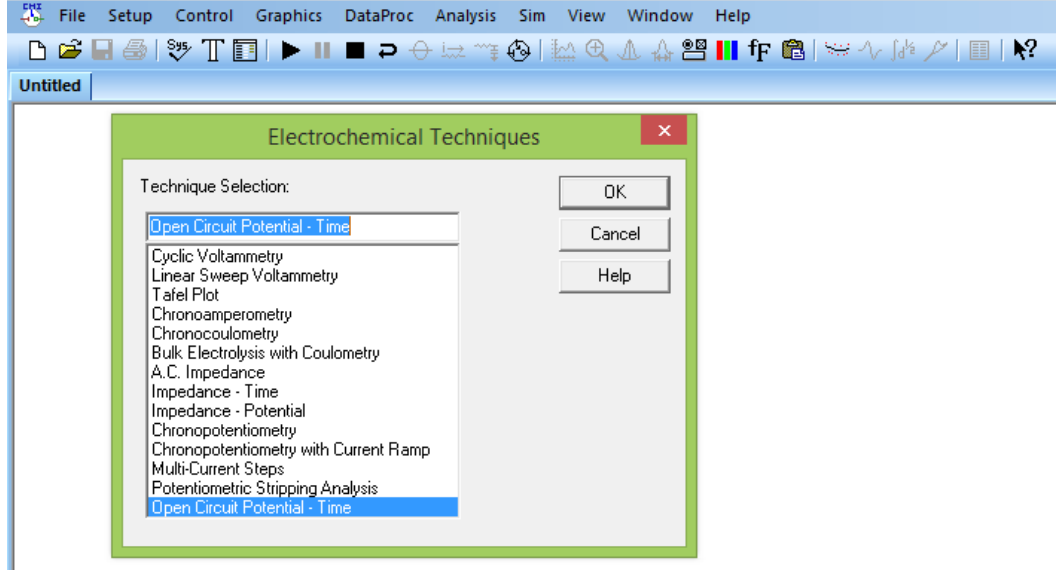 CHI File Setup Control Graphics DataProc Analysis Sim View Window Help
Sys T fF ?
Untitled
Electrochemical Techniques
Technique Selection:
OK
Open Circuit Potential - Time
Cancel
Cyclic Voltammetry
Linear Sweep Voltammetry
Help
Tafel Plot
Chronoamperometry
Chronocoulometry
Bulk Electrolysis with Coulometry
A.C. Impedance
Impedance - Time
Impedance - Potential
Chronopotentiometry
Chronopotentiometry with Current Ramp
Multi-Current Steps
Potentiometric Stripping Analysis
Open Circuit Potential - Time